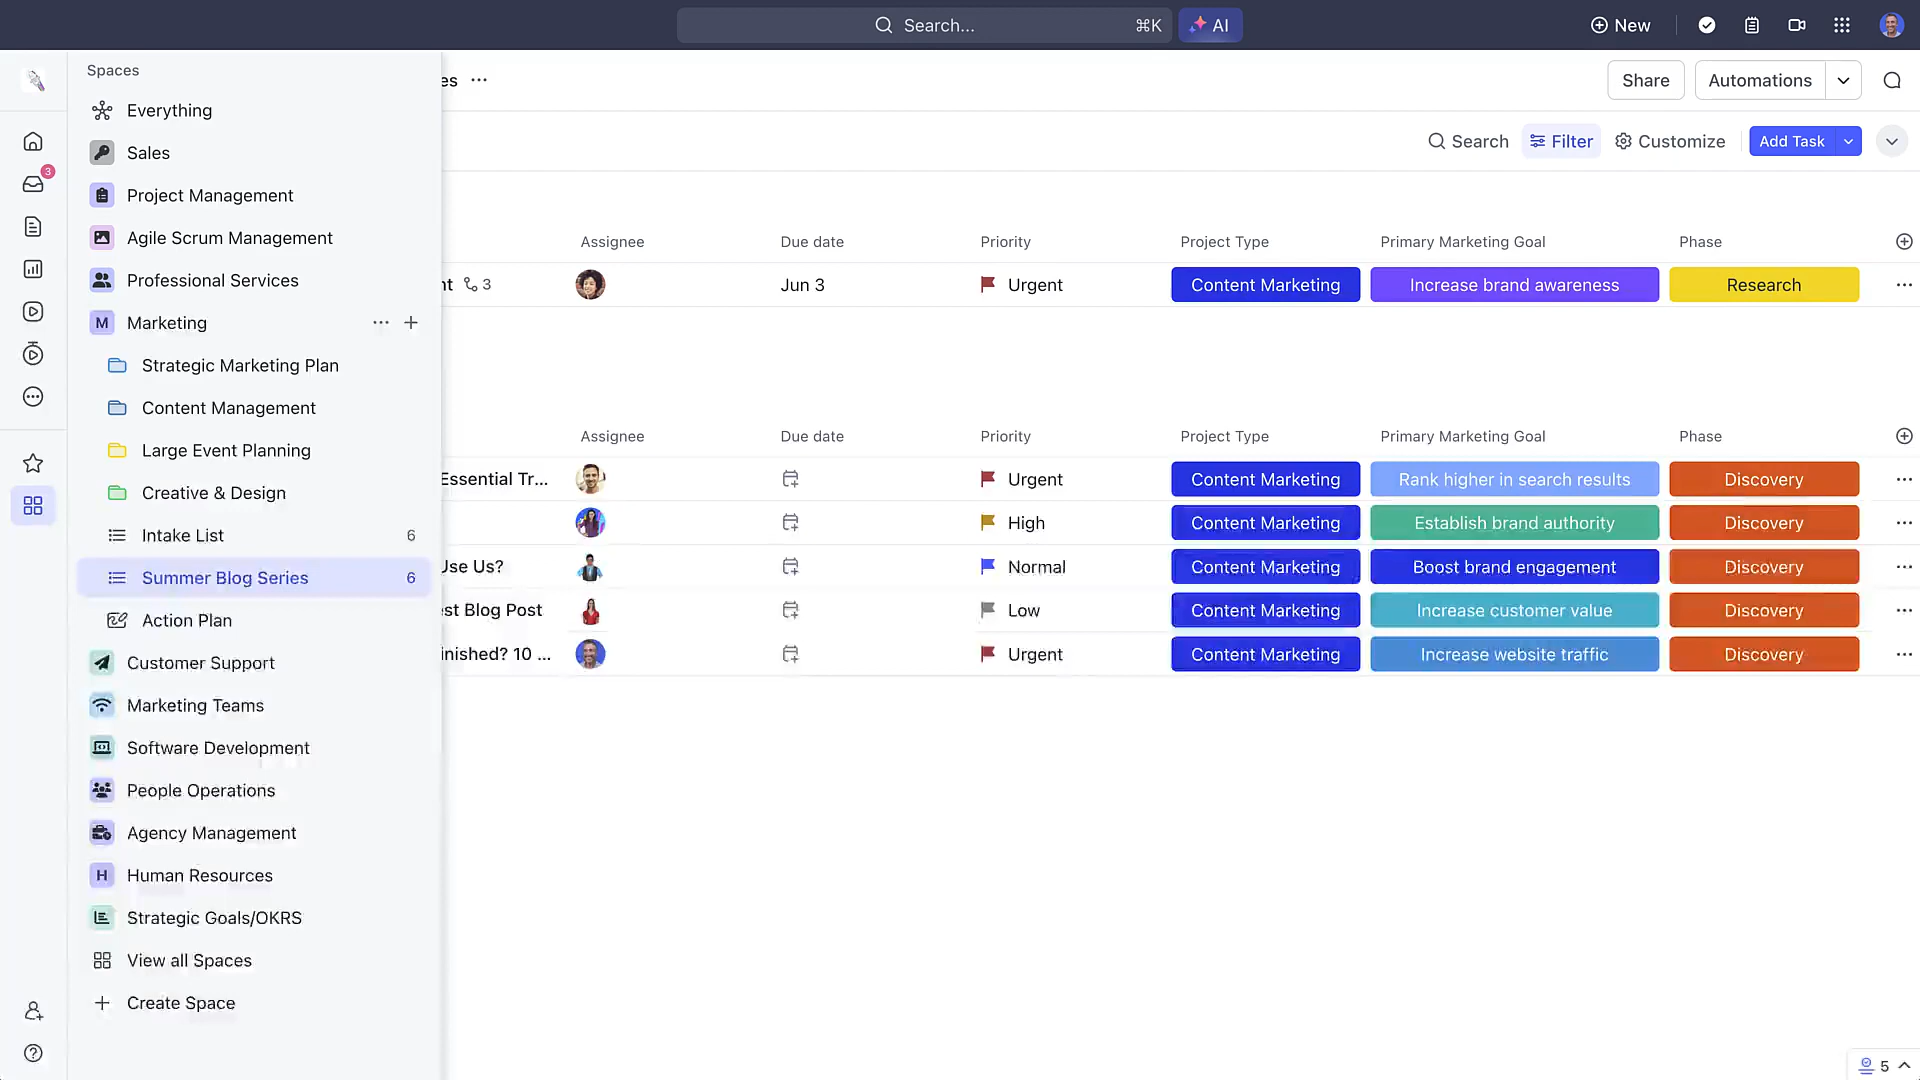 Search... ⌘K AI New
Spaces
Everything
Sales
Project Management
Agile Scrum Management
Professional Services
M Marketing
Strategic Marketing Plan
Content Management
Large Event Planning
Creative & Design
Intake List 6
Summer Blog Series 6
Action Plan
Customer Support
Marketing Teams
Software Development
People Operations
Agency Management
H Human Resources
Strategic Goals/OKRS
View all Spaces
Create Space
3
es ... Share Automations
Search Filter Customize Add Task
Assignee Due date Priority Project Type Primary Marketing Goal Phase
nt 3 Jun 3 Urgent Content Marketing Increase brand awareness Research
Assignee Due date Priority Project Type Primary Marketing Goal Phase
Essential Tr... Urgent Content Marketing Rank higher in search results Discovery
High Content Marketing Establish brand authority Discovery
Use Us? Normal Content Marketing Boost brand engagement Discovery
st Blog Post Low Content Marketing Increase customer value Discovery
inished? 10 ... Urgent Content Marketing Increase website traffic Discovery
5